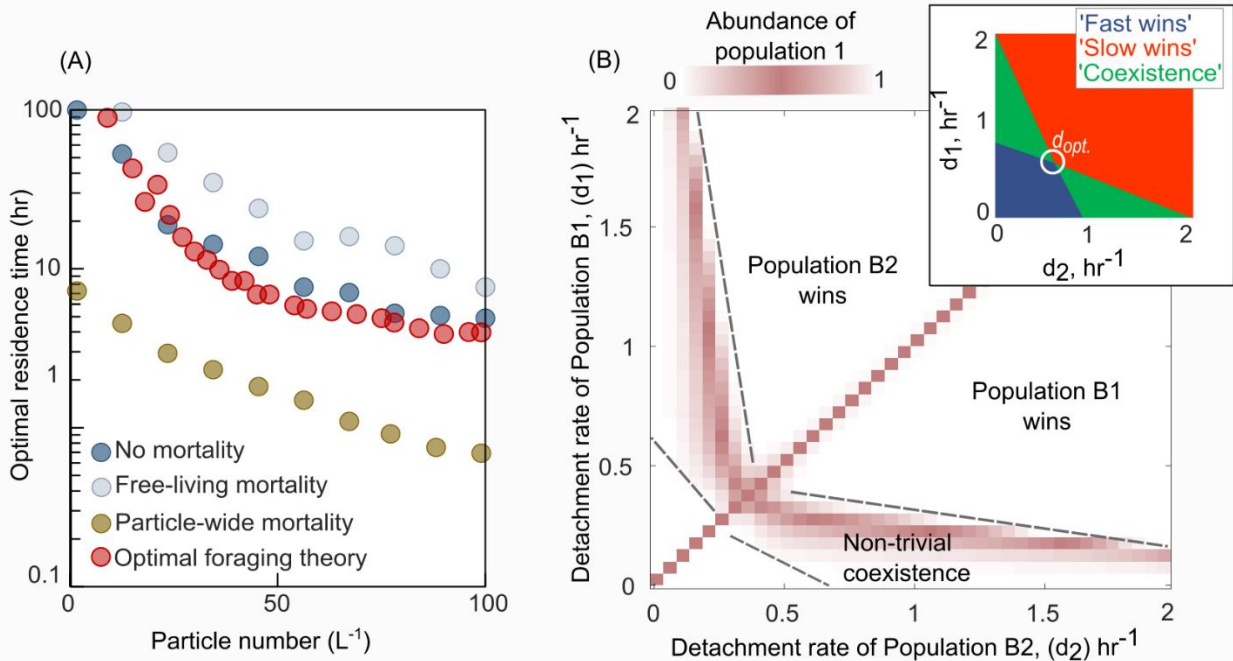 (A)
Optimal residence time (hr)
100
10
1
0.1
No mortality
Free-living mortality
Particle-wide mortality
Optimal foraging theory
0
50
100
Particle number (L-1)
Abundance of
population 1
0
1
(B)
Detachment rate of Population B1, (d1) hr-1
2
1.5
1
0.5
0
Population B2
wins
Population B1
wins
Non-trivial
coexistence
0
0.5
1
1.5
2
Detachment rate of Population B2, (d2) hr-1
'Fast wins'
'Slow wins'
'Coexistence'
d1, hr-1
2
1
0
dopt.
0
1
2
d2, hr-1